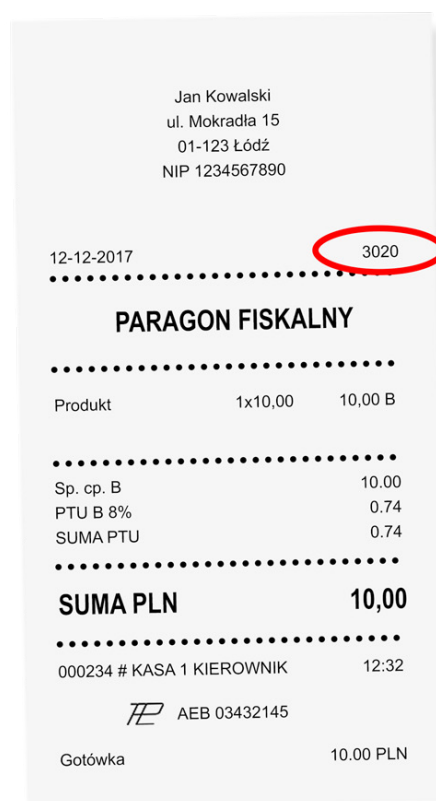 Jan Kowalski
ul. Mokradła 15
01-123 Łódź
NIP 1234567890
12-12-2017 3020
PARAGON FISKALNY
Produkt 1x10,00 10,00 B
Sp. cp. B 10.00
PTU B 8% 0.74
SUMA PTU 0.74
SUMA PLN 10,00
000234 # KASA 1 KIEROWNIK 12:32
AEB 03432145
Gotówka 10.00 PLN